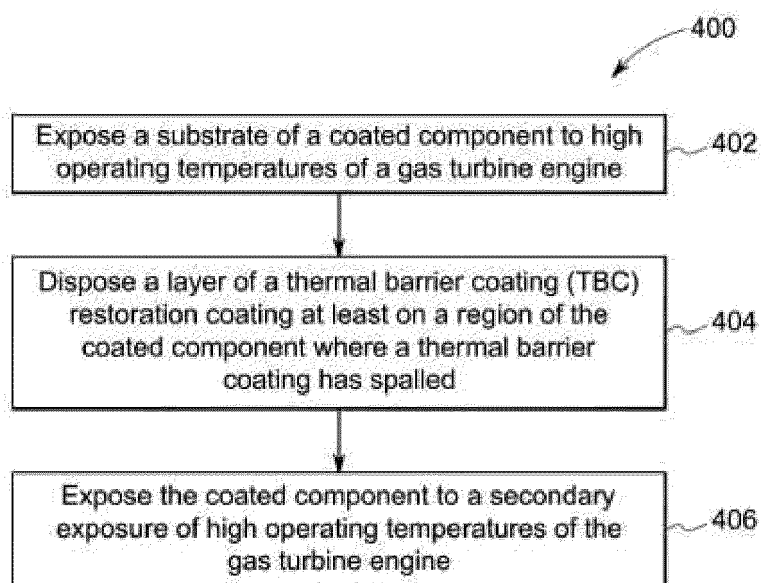 400
Expose a substrate of a coated component to high
operating temperatures of a gas turbine engine
402
Dispose a layer of a thermal barrier coating (TBC)
restoration coating at least on a region of the
coated component where a thermal barrier
coating has spalled
404
Expose the coated component to a secondary
exposure of high operating temperatures of the
gas turbine engine
406